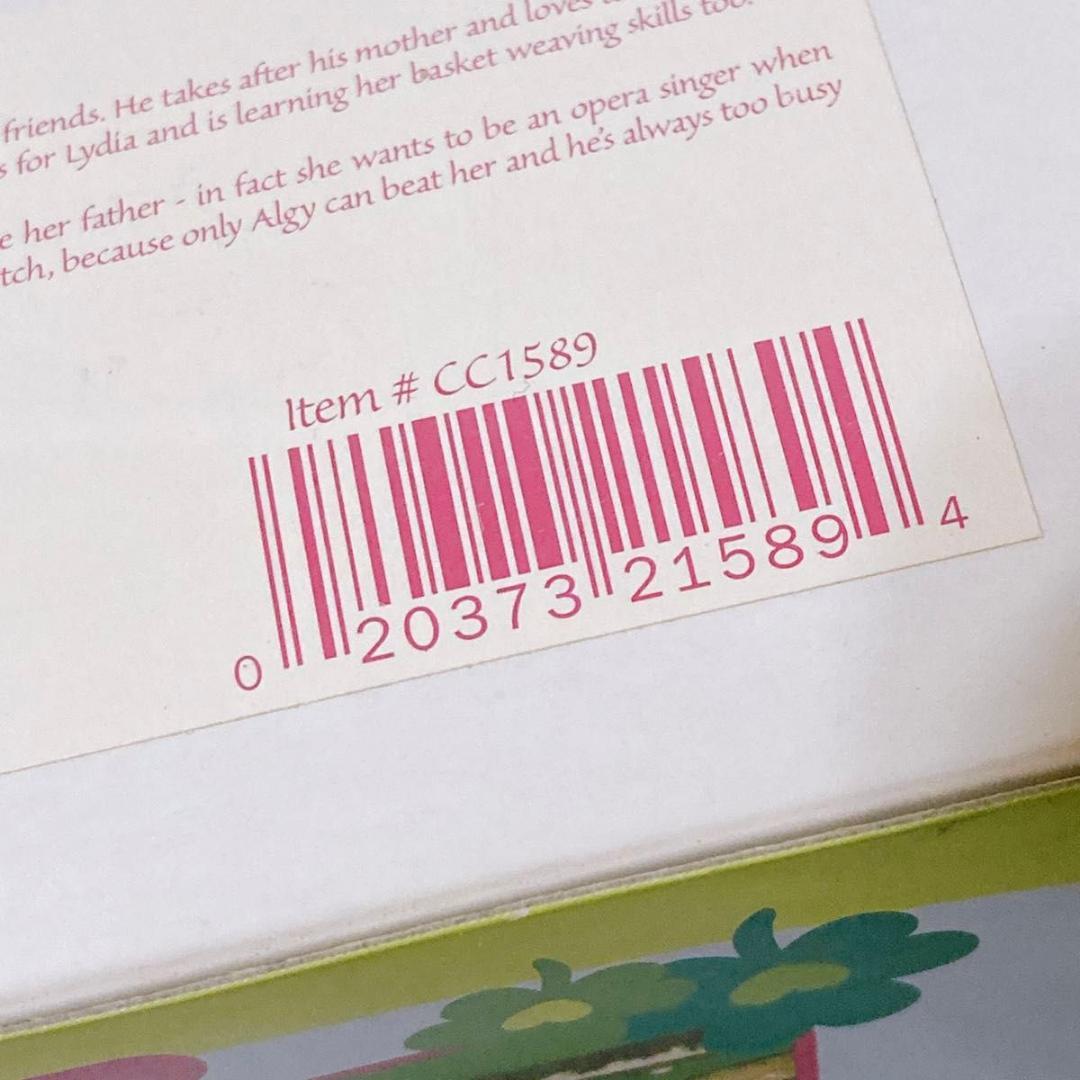 friends. He takes after his mother and loves
s for Lydia and is learning her basket weaving skills too.
e her father - in fact she wants to be an opera singer when
tch, because only Algy can beat her and he's always too busy
Item # CC1589
0 20373 21589 4